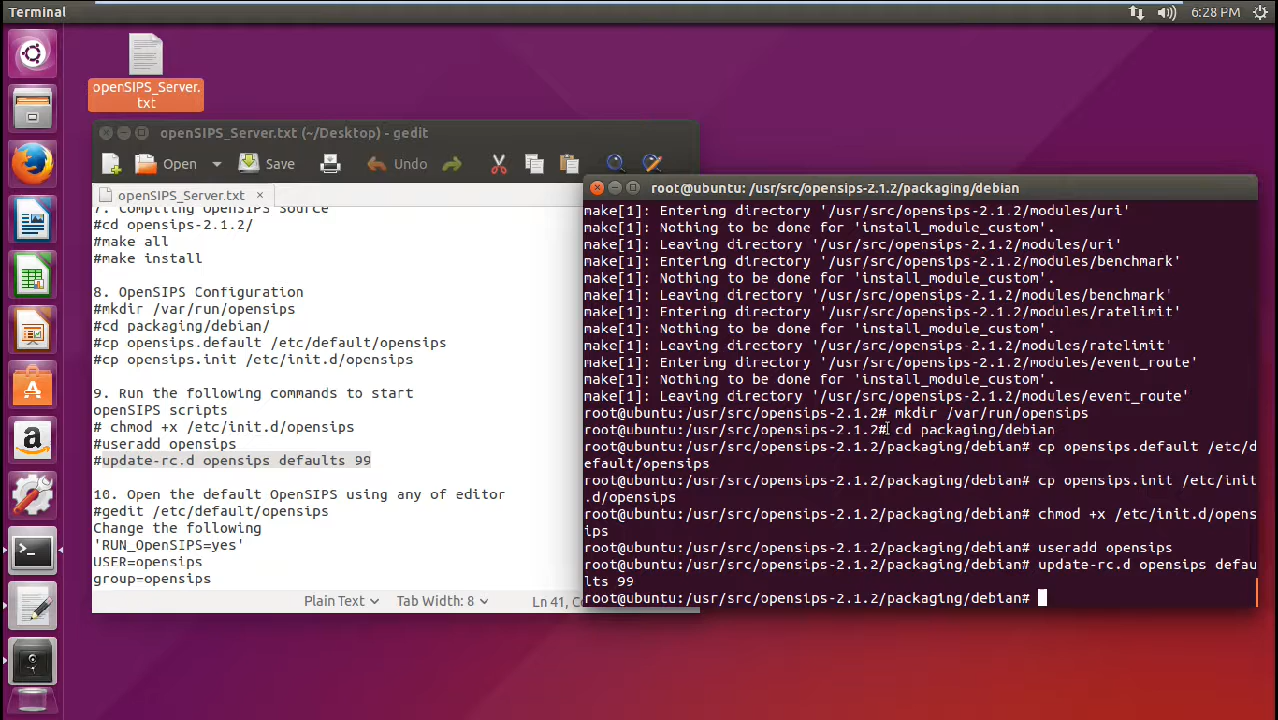 Terminal
6:28 PM
openSIPS_Server.
txt
openSIPS_Server.txt (~/Desktop) - gedit
Open
Save
Undo
openSIPS_Server.txt ×
7. Compiling OpenSIPS Source
#cd opensips-2.1.2/
#make all
#make install
8. OpenSIPS Configuration
#mkdir /var/run/opensips
#cd packaging/debian/
#cp opensips.default /etc/default/opensips
#cp opensips.init /etc/init.d/opensips
9. Run the following commands to start
openSIPS scripts
# chmod +x /etc/init.d/opensips
#useradd opensips
#update-rc.d opensips defaults 99
10. Open the default OpenSIPS using any of editor
#gedit /etc/default/opensips
Change the following
'RUN_OpenSIPS=yes'
USER=opensips
group=opensips
Plain Text
Tab Width: 8
Ln 41,
root@ubuntu: /usr/src/opensips-2.1.2/packaging/debian
make[1]: Entering directory '/usr/src/opensips-2.1.2/modules/uri'
make[1]: Nothing to be done for 'install_module_custom'.
make[1]: Leaving directory '/usr/src/opensips-2.1.2/modules/uri'
make[1]: Entering directory '/usr/src/opensips-2.1.2/modules/benchmark'
make[1]: Nothing to be done for 'install_module_custom'.
make[1]: Leaving directory '/usr/src/opensips-2.1.2/modules/benchmark'
make[1]: Entering directory '/usr/src/opensips-2.1.2/modules/ratelimit'
make[1]: Nothing to be done for 'install_module_custom'.
make[1]: Leaving directory '/usr/src/opensips-2.1.2/modules/ratelimit'
make[1]: Entering directory '/usr/src/opensips-2.1.2/modules/event_route'
make[1]: Nothing to be done for 'install_module_custom'.
make[1]: Leaving directory '/usr/src/opensips-2.1.2/modules/event_route'
root@ubuntu:/usr/src/opensips-2.1.2# mkdir /var/run/opensips
root@ubuntu:/usr/src/opensips-2.1.2# cd packaging/debian
root@ubuntu:/usr/src/opensips-2.1.2/packaging/debian# cp opensips.default /etc/d
efault/opensips
root@ubuntu:/usr/src/opensips-2.1.2/packaging/debian# cp opensips.init /etc/init
.d/opensips
root@ubuntu:/usr/src/opensips-2.1.2/packaging/debian# chmod +x /etc/init.d/opens
ips
root@ubuntu:/usr/src/opensips-2.1.2/packaging/debian# useradd opensips
root@ubuntu:/usr/src/opensips-2.1.2/packaging/debian# update-rc.d opensips defau
lts 99
root@ubuntu:/usr/src/opensips-2.1.2/packaging/debian#